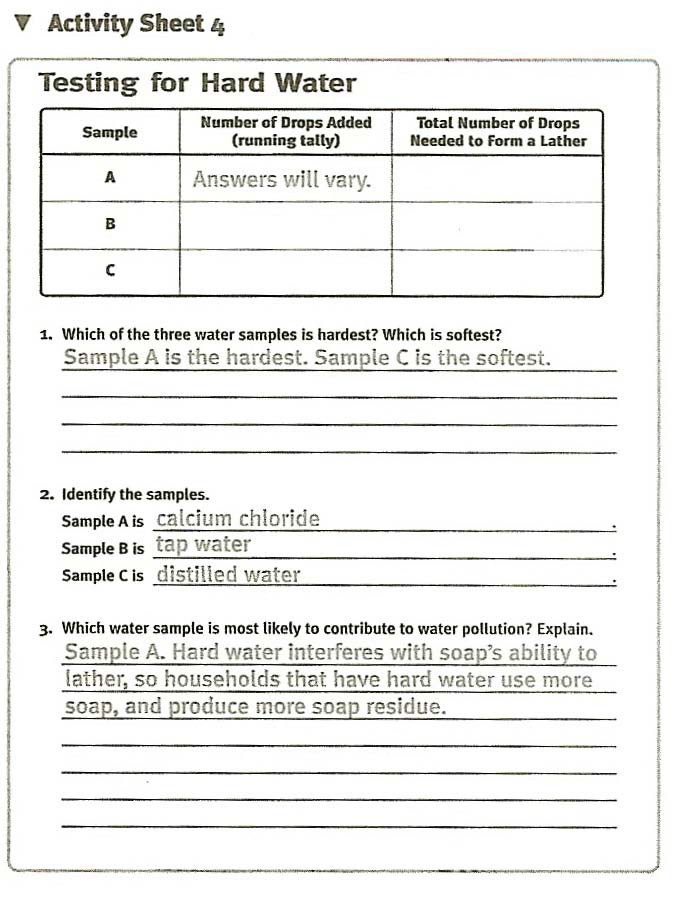 ▼ Activity Sheet 4
Testing for Hard Water
Sample
Number of Drops Added
(running tally)
Total Number of Drops
Needed to Form a Lather
A
Answers will vary.
B
C
1. Which of the three water samples is hardest? Which is softest?
Sample A is the hardest. Sample C is the softest.
2. Identify the samples.
Sample A is calcium chloride.
Sample B is tap water.
Sample C is distilled water.
3. Which water sample is most likely to contribute to water pollution? Explain.
Sample A. Hard water interferes with soap's ability to
lather, so households that have hard water use more
soap, and produce more soap residue.